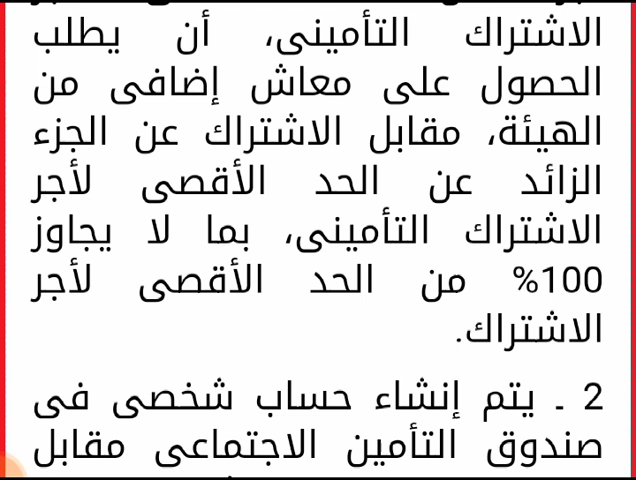 الاشتراك التأمينى، أن يطلب
الحصول على معاش إضافى من
الهيئة، مقابل الاشتراك عن الجزء
الزائد عن الحد الأقصى لأجر
الاشتراك التأمينى، بما لا يجاوز
100% من الحد الأقصى لأجر
الاشتراك.
2 ـ يتم إنشاء حساب شخصى فى
صندوق التأمين الاجتماعى مقابل